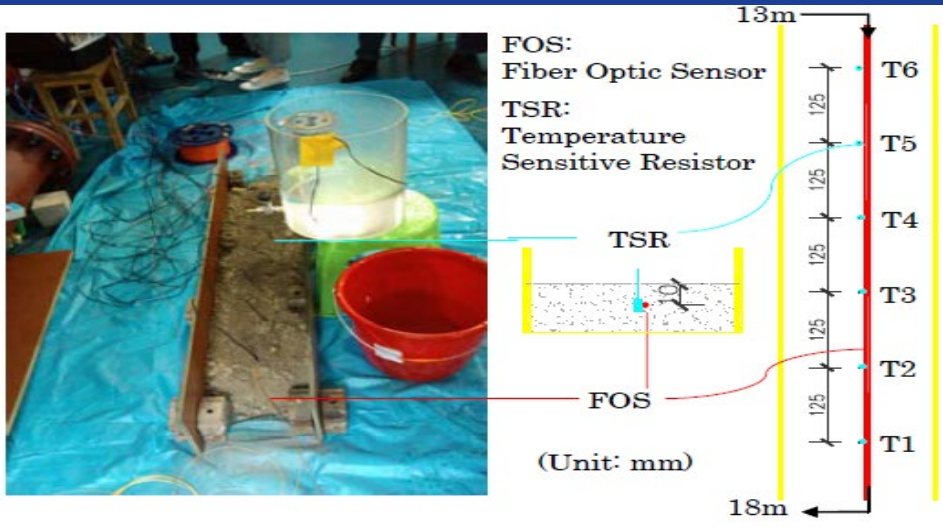 13m
FOS:
Fiber Optic Sensor
TSR:
Temperature
Sensitive Resistor
T6
125
T5
125
T4
125
T3
125
T2
125
T1
TSR
10
FOS
(Unit: mm)
18m